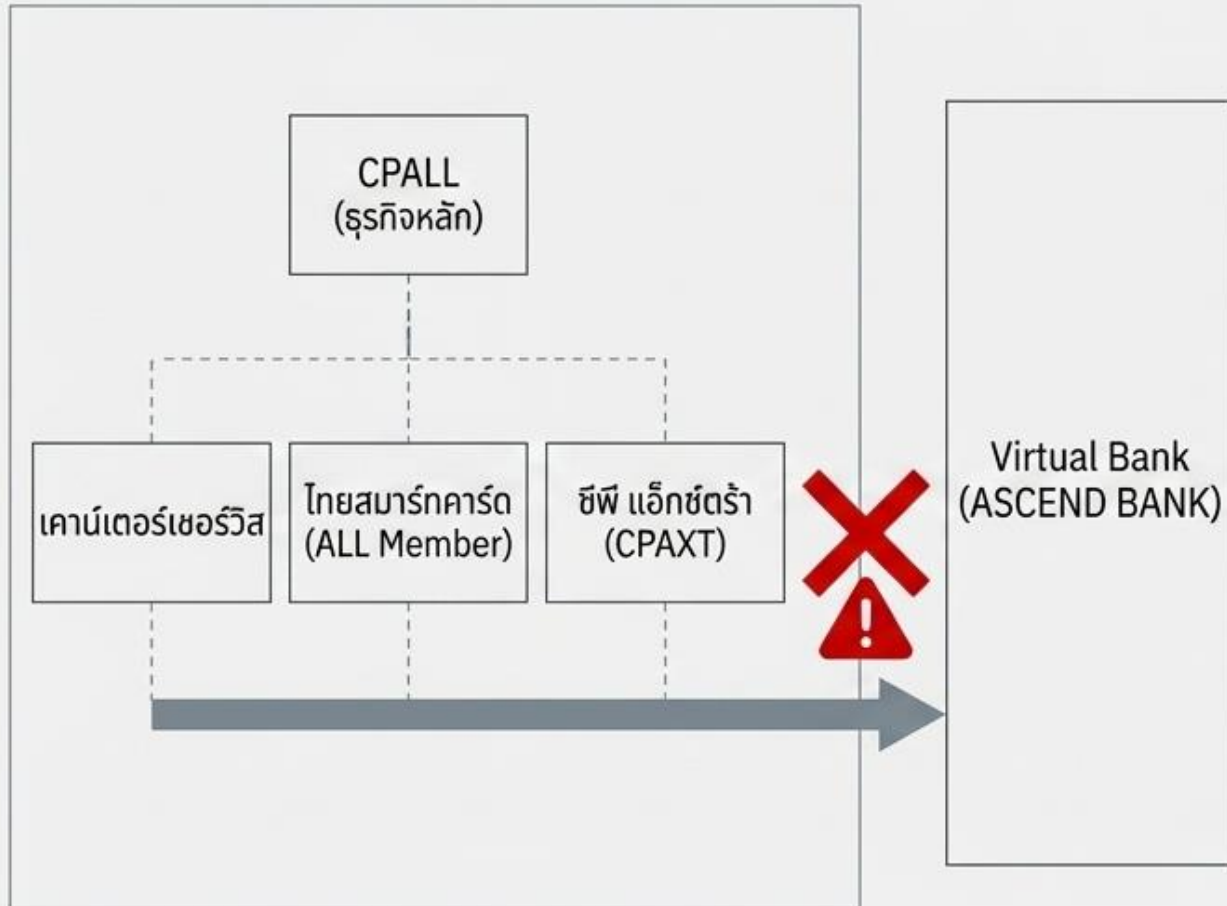 CPALL
(ธุรกิจหลัก)
เคาน์เตอร์เซอร์วิส
ไทยสมาร์ทคาร์ด
(ALL Member)
ซีพี แอ็กซ์ตร้า
(CPAXT)
Virtual Bank
(ASCEND BANK)